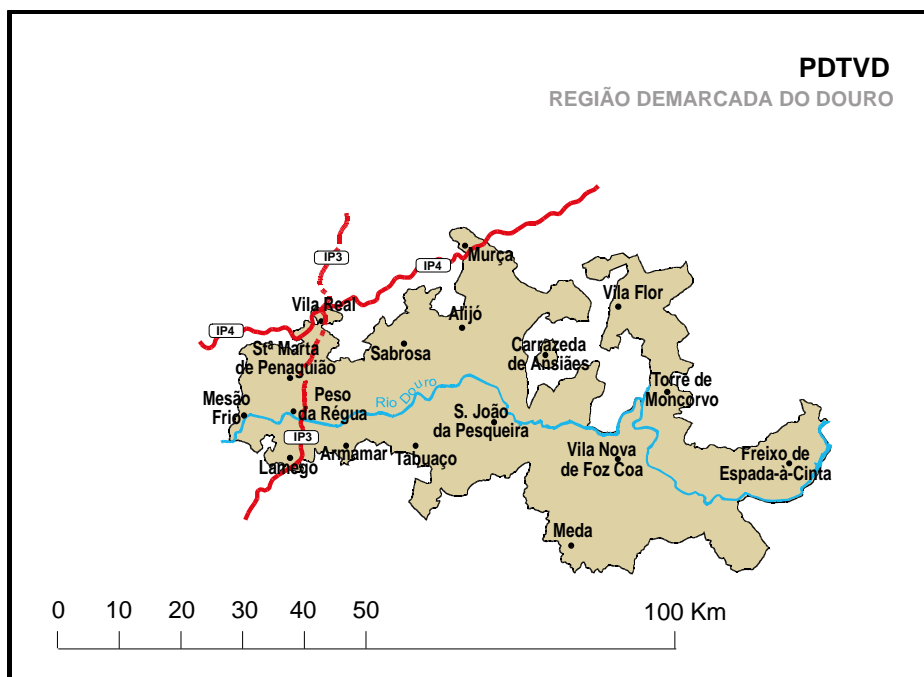 PDTVD
REGIÃO DEMARCADA DO DOURO
IP3
Murça
IP4
Vila Flor
Vila Real
Alijó
IP4
Stª Marta
de Penaguião
Sabrosa
Carrazeda
de Ansiães
Rio Douro
Torre de
Moncorvo
Mesão
Frio
Peso
da Régua
S. João
da Pesqueira
IP3
Armamar
Lamego
Tabuaço
Vila Nova
de Foz Coa
Freixo de
Espada-à-Cinta
Meda
0 10 20 30 40 50 100 Km